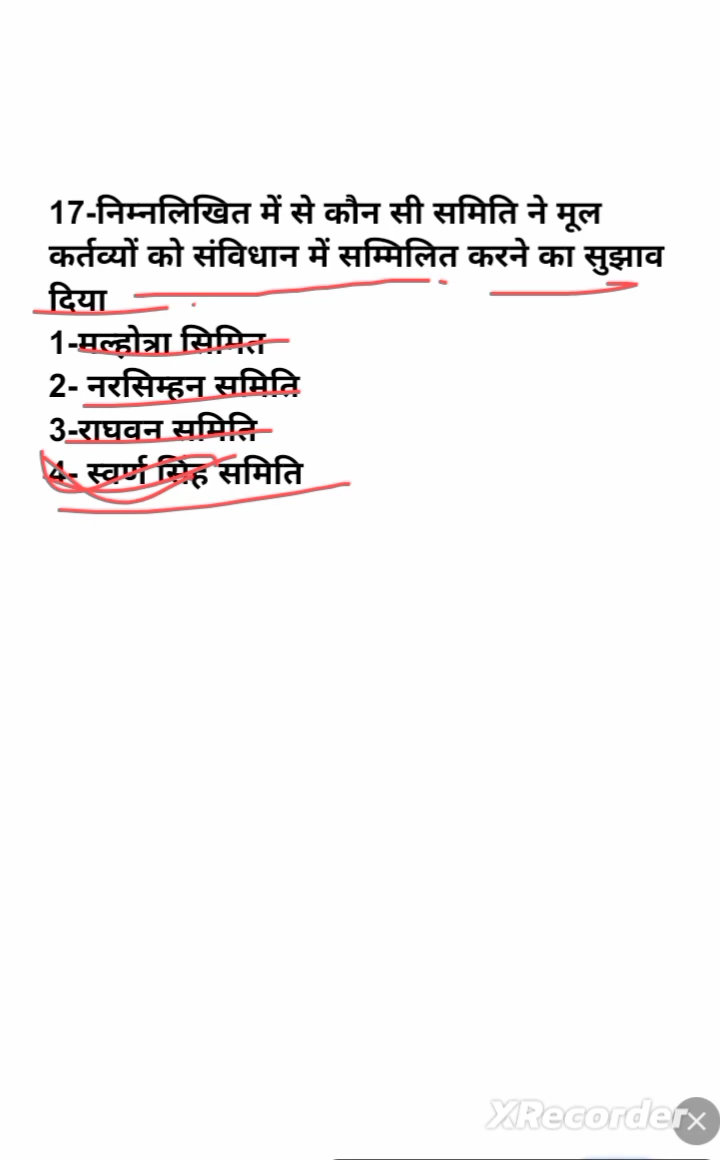 17-निम्नलिखित में से कौन सी समिति ने मूल
कर्तव्यों को संविधान में सम्मिलित करने का सुझाव
दिया
1-मल्होत्रा सिमित
2- नरसिम्हन समिति
3-राघवन समिति
4- स्वर्ण सिंह समिति
XRecorder